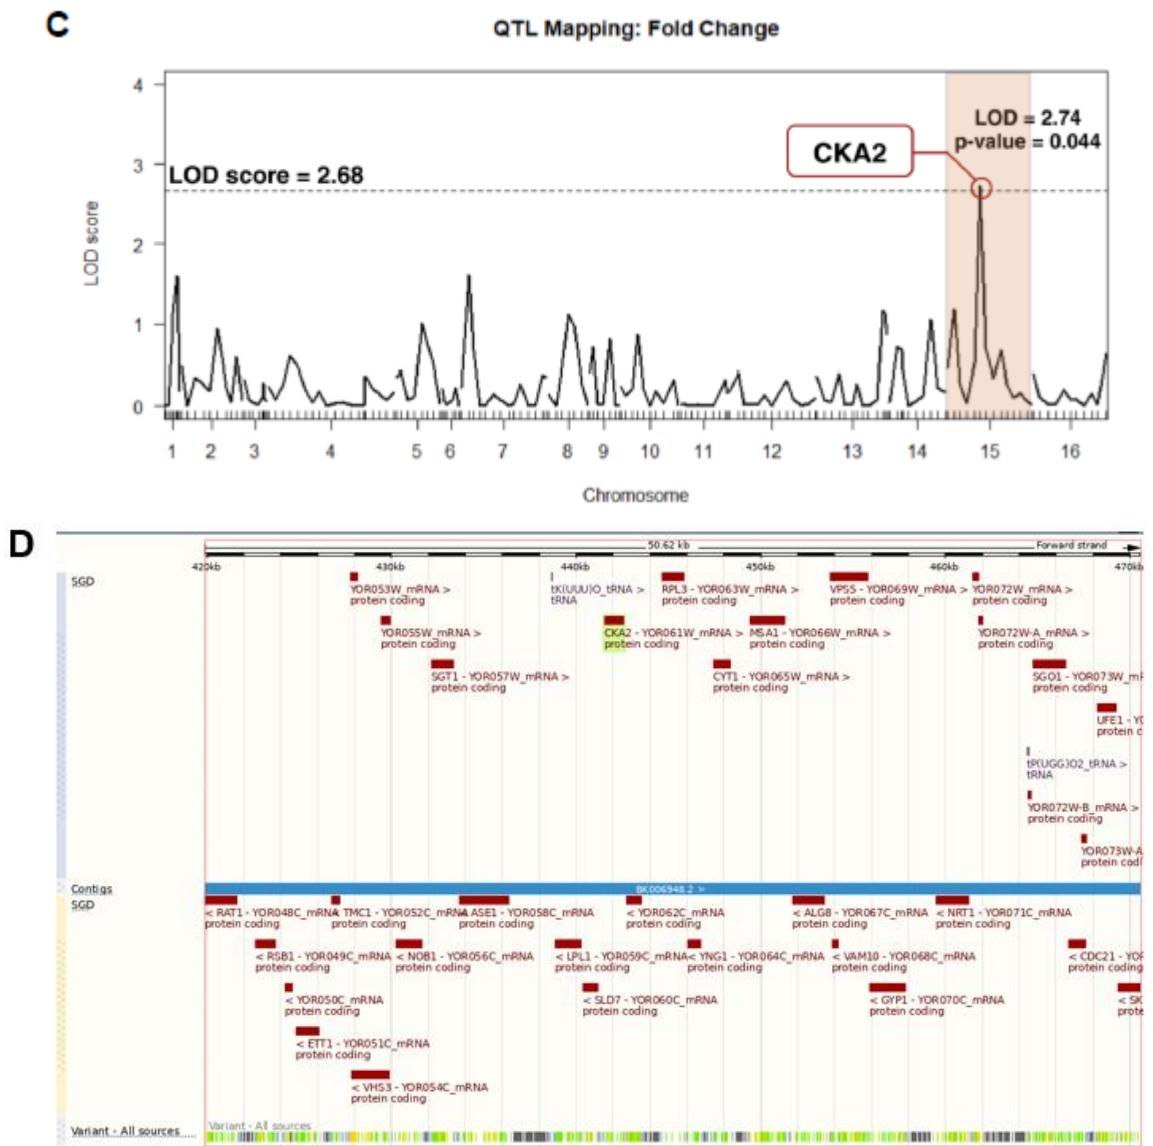 C
QTL Mapping: Fold Change
4
3
2
1
0
LOD score
LOD score = 2.68
CKA2
LOD = 2.74
p-value = 0.044
1 2 3 4 5 6 7 8 9 10 11 12 13 14 15 16
Chromosome
D
50.62 kb
Forward strand
420kb 430kb 440kb 450kb 460kb 470kb
SGD
YOR053W_mRNA >
protein coding
tK(UUU)O_tRNA >
tRNA
RPL3 - YOR063W_mRNA >
protein coding
VPS5 - YOR069W_mRNA >
protein coding
YOR072W_mRNA >
protein coding
YOR055W_mRNA >
protein coding
CKA2 - YOR061W_mRNA >
protein coding
MSA1 - YOR066W_mRNA >
protein coding
YOR072W-A_mRNA >
protein coding
SGT1 - YOR057W_mRNA >
protein coding
CYT1 - YOR065W_mRNA >
protein coding
SGO1 - YOR073W_mR
protein coding
UFE1 - YO
protein c
tP(UGG)O2_tRNA >
tRNA
YOR072W-B_mRNA >
protein coding
YOR073W-A
protein codi
Contigs
BK006948.2 >
SGD
< RAT1 - YOR048C_mRNA
protein coding
< TMC1 - YOR052C_mRNA
protein coding
< ASE1 - YOR058C_mRNA
protein coding
< YOR062C_mRNA
protein coding
< ALG8 - YOR067C_mRNA
protein coding
< NRT1 - YOR071C_mRNA
protein coding
< RSB1 - YOR049C_mRNA
protein coding
< NOB1 - YOR056C_mRNA
protein coding
< LPL1 - YOR059C_mRNA
protein coding
< YNG1 - YOR064C_mRNA
protein coding
< VAM10 - YOR068C_mRNA
protein coding
< CDC21 - YOR
protein coding
< YOR050C_mRNA
protein coding
< SLD7 - YOR060C_mRNA
protein coding
< GYP1 - YOR070C_mRNA
protein coding
< SK
prote
< ETT1 - YOR051C_mRNA
protein coding
< VHS3 - YOR054C_mRNA
protein coding
Variant - All sources
Variant - All sources